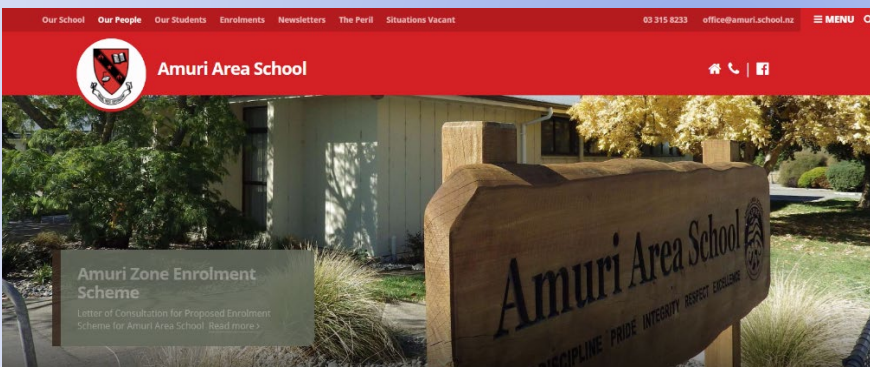 Our School Our People Our Students Enrolments Newsletters The Peril Situations Vacant 03 315 8233 office@amuri.school.nz MENU
Amuri Area School
Amuri Zone Enrolment
Scheme
Letter of Consultation for Proposed Enrolment
Scheme for Amuri Area School Read more >
Amuri Area School
DISCIPLINE PRIDE INTEGRITY RESPECT EXCELLENCE